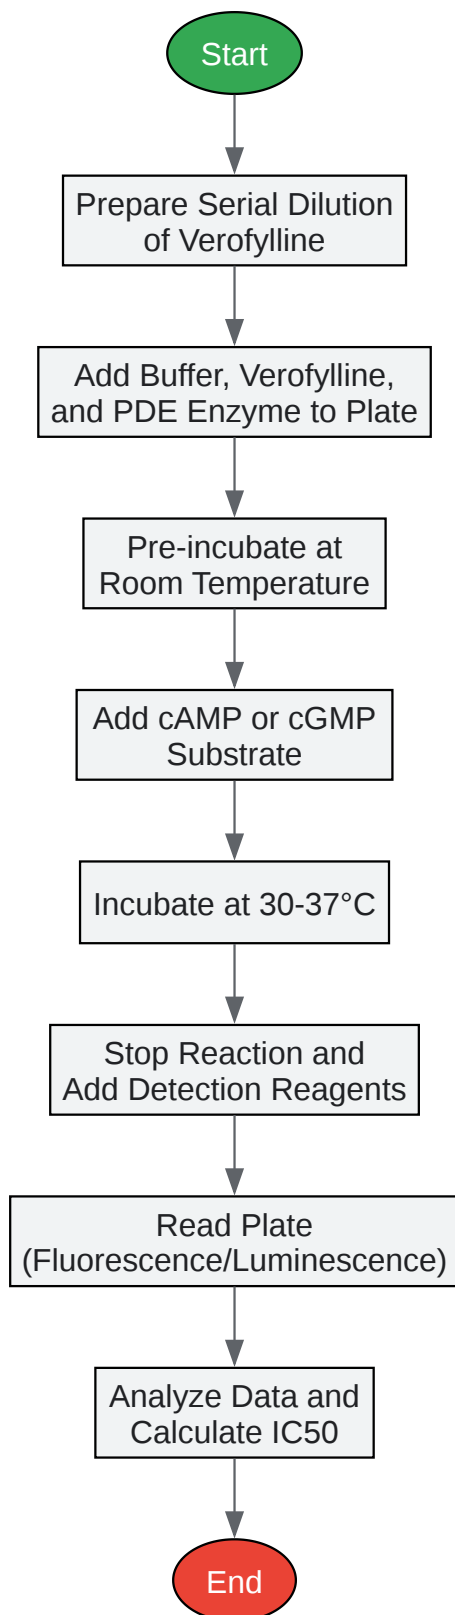 Start
Prepare Serial Dilution
of Verofylline
Add Buffer, Verofylline,
and PDE Enzyme to Plate
Pre-incubate at
Room Temperature
Add cAMP or cGMP
Substrate
Incubate at 30-37°C
Stop Reaction and
Add Detection Reagents
Read Plate
(Fluorescence/Luminescence)
Analyze Data and
Calculate IC50
End